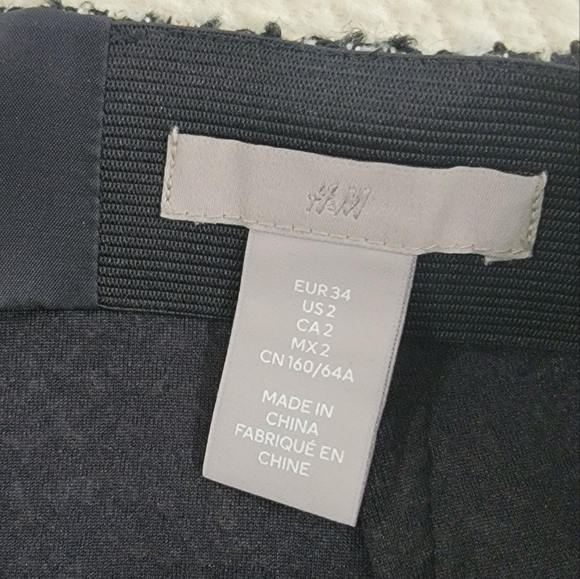 H&M
EUR 34
US 2
CA 2
MX 2
CN 160/64A
MADE IN
CHINA
FABRIQUÉ EN
CHINE